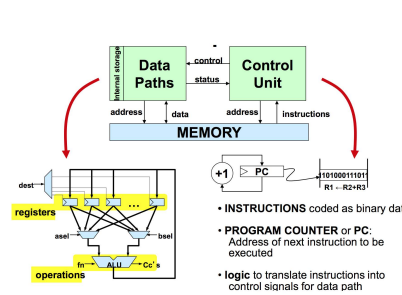 Internal storage
Data
Paths
control
status
Control
Unit
address
data
address
instructions
MEMORY
dest
registers
...
asel
bsel
fn
ALU
Cc's
operations
+1
PC
110100011101
R1 ←R2+R3
• INSTRUCTIONS coded as binary dat
• PROGRAM COUNTER or PC:
Address of next instruction to be
executed
• logic to translate instructions into
control signals for data path